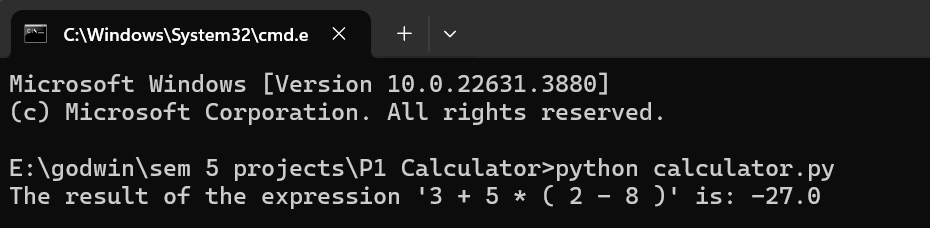 C:\Windows\System32\cmd.e
Microsoft Windows [Version 10.0.22631.3880]
(c) Microsoft Corporation. All rights reserved.
E:\godwin\sem 5 projects\P1 Calculator>python calculator.py
The result of the expression '3 + 5 * ( 2 - 8 )' is: -27.0